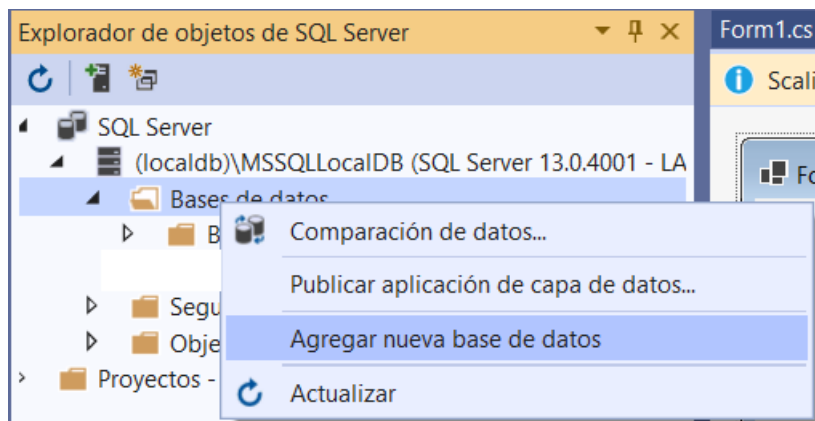 Explorador de objetos de SQL Server
Form1.cs
Scali
SQL Server
(localdb)\MSSQLLocalDB (SQL Server 13.0.4001 - LA
Fo
Bases de datos
B
Comparación de datos...
Publicar aplicación de capa de datos...
Segu
Agregar nueva base de datos
Obje
Proyectos -
Actualizar